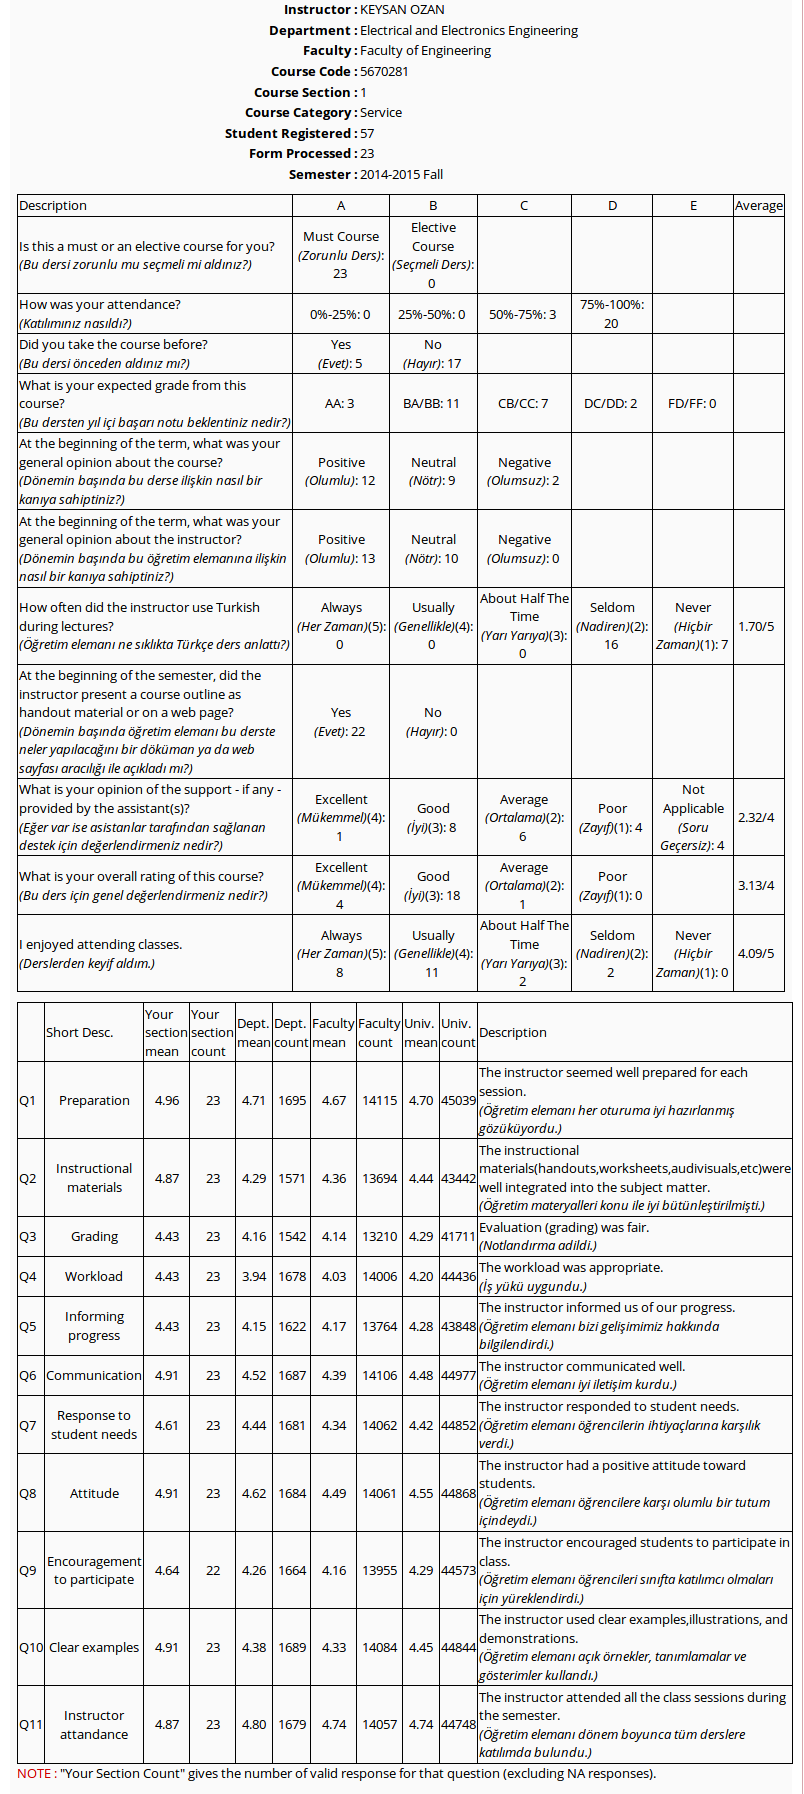 Instructor : KEYSAN OZAN
Department : Electrical and Electronics Engineering
Faculty : Faculty of Engineering
Course Code : 5670281
Course Section : 1
Course Category : Service
Student Registered : 57
Form Processed : 23
Semester : 2014-2015 Fall
Description A B C D E Average
Is this a must or an elective course for you?
(Bu dersi zorunlu mu seçmeli mi aldınız?)
Must Course
(Zorunlu Ders):
23
Elective
Course
(Seçmeli Ders):
0
How was your attendance?
(Katılımınız nasıldı?)
0%-25%: 0
25%-50%: 0
50%-75%: 3
75%-100%:
20
Did you take the course before?
(Bu dersi önceden aldınız mı?)
Yes
(Evet): 5
No
(Hayır): 17
What is your expected grade from this
course?
(Bu dersten yıl içi başarı notu beklentiniz nedir?)
AA: 3
BA/BB: 11
CB/CC: 7
DC/DD: 2
FD/FF: 0
At the beginning of the term, what was your
general opinion about the course?
(Dönemin başında bu derse ilişkin nasıl bir
kanıya sahiptiniz?)
Positive
(Olumlu): 12
Neutral
(Nötr): 9
Negative
(Olumsuz): 2
At the beginning of the term, what was your
general opinion about the instructor?
(Dönemin başında bu öğretim elemanına ilişkin
nasıl bir kanıya sahiptiniz?)
Positive
(Olumlu): 13
Neutral
(Nötr): 10
Negative
(Olumsuz): 0
How often did the instructor use Turkish
during lectures?
(Öğretim elemanı ne sıklıkta Türkçe ders anlattı?)
Always
(Her Zaman)(5):
0
Usually
(Genellikle)(4):
0
About Half The
Time
(Yarı Yarıya)(3):
0
Seldom
(Nadiren)(2):
16
Never
(Hiçbir
Zaman)(1): 7
1.70/5
At the beginning of the semester, did the
instructor present a course outline as
handout material or on a web page?
(Dönemin başında öğretim elemanı bu derste
neler yapılacağını bir döküman ya da web
sayfası aracılığı ile açıkladı mı?)
Yes
(Evet): 22
No
(Hayır): 0
What is your opinion of the support - if any -
provided by the assistant(s)?
(Eğer var ise asistanlar tarafından sağlanan
destek için değerlendirmeniz nedir?)
Excellent
(Mükemmel)(4):
1
Good
(İyi)(3): 8
Average
(Ortalama)(2):
6
Poor
(Zayıf)(1): 4
Not
Applicable
(Soru
Geçersiz): 4
2.32/4
What is your overall rating of this course?
(Bu ders için genel değerlendirmeniz nedir?)
Excellent
(Mükemmel)(4):
4
Good
(İyi)(3): 18
Average
(Ortalama)(2):
1
Poor
(Zayıf)(1): 0
3.13/4
I enjoyed attending classes.
(Derslerden keyif aldım.)
Always
(Her Zaman)(5):
8
Usually
(Genellikle)(4):
11
About Half The
Time
(Yarı Yarıya)(3):
2
Seldom
(Nadiren)(2):
2
Never
(Hiçbir
Zaman)(1): 0
4.09/5
Short Desc.
Your
section
mean
Your
section
count
Dept.
mean
Dept.
count
Faculty
mean
Faculty
count
Univ.
mean
Univ.
count
Description
Q1 Preparation 4.96 23 4.71 1695 4.67 14115 4.70 45039
The instructor seemed well prepared for each
session.
(Öğretim elemanı her oturuma iyi hazırlanmış
gözüküyordu.)
Q2 Instructional
materials 4.87 23 4.29 1571 4.36 13694 4.44 43442
The instructional
materials(handouts,worksheets,audivisuals,etc)were
well integrated into the subject matter.
(Öğretim materyalleri konu ile iyi bütünleştirilmişti.)
Q3 Grading 4.43 23 4.16 1542 4.14 13210 4.29 41711
Evaluation (grading) was fair.
(Notlandırma adildi.)
Q4 Workload 4.43 23 3.94 1678 4.03 14006 4.20 44436
The workload was appropriate.
(İş yükü uygundu.)
Q5 Informing
progress 4.43 23 4.15 1622 4.17 13764 4.28 43848
The instructor informed us of our progress.
(Öğretim elemanı bizi gelişimimiz hakkında
bilgilendirdi.)
Q6 Communication 4.91 23 4.52 1687 4.39 14106 4.48 44977
The instructor communicated well.
(Öğretim elemanı iyi iletişim kurdu.)
Q7 Response to
student needs 4.61 23 4.44 1681 4.34 14062 4.42 44852
The instructor responded to student needs.
(Öğretim elemanı öğrencilerin ihtiyaçlarına karşılık
verdi.)
Q8 Attitude 4.91 23 4.62 1684 4.49 14061 4.55 44868
The instructor had a positive attitude toward
students.
(Öğretim elemanı öğrencilere karşı olumlu bir tutum
içindeydi.)
Q9 Encouragement
to participate 4.64 22 4.26 1664 4.16 13955 4.29 44573
The instructor encouraged students to participate in
class.
(Öğretim elemanı öğrencileri sınıfta katılımcı olmaları
için yüreklendirdi.)
Q10 Clear examples 4.91 23 4.38 1689 4.33 14084 4.45 44844
The instructor used clear examples,illustrations, and
demonstrations.
(Öğretim elemanı açık örnekler, tanımlamalar ve
gösterimler kullandı.)
Q11 Instructor
attandance 4.87 23 4.80 1679 4.74 14057 4.74 44748
The instructor attended all the class sessions during
the semester.
(Öğretim elemanı dönem boyunca tüm derslere
katılımda bulundu.)
NOTE : "Your Section Count" gives the number of valid response for that question (excluding NA responses).